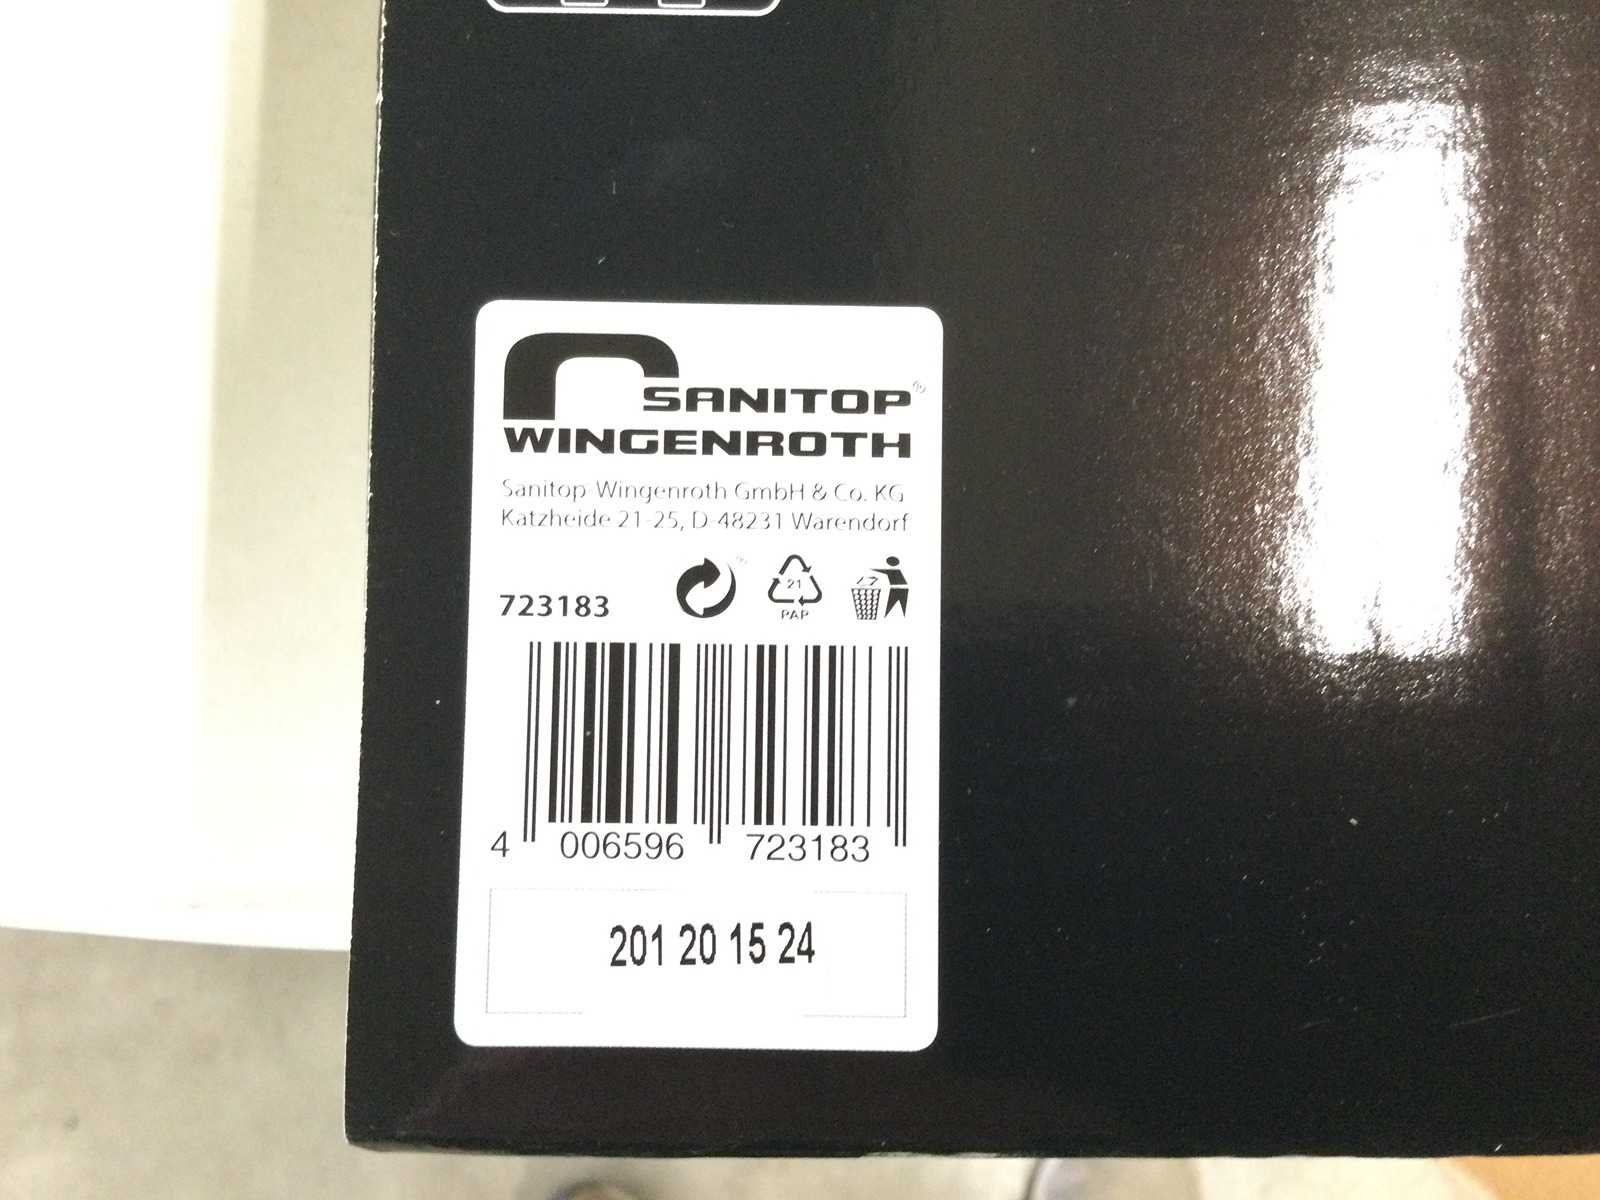 SANITOP®
WINGENROTH
Sanitop-Wingenroth GmbH & Co. KG
Katzheide 21-25, D-48231 Warendorf
723183
21
PAP
4 006596 723183
201 20 15 24